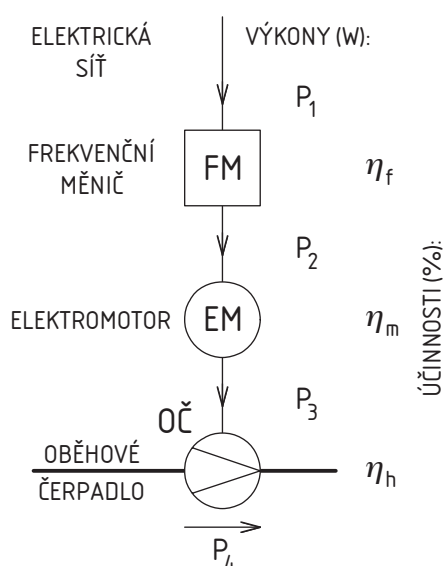 ELEKTRICKÁ
SÍŤ
VÝKONY (W):
P1
FREKVENČNÍ
MĚNIČ
FM
ηf
P2
ELEKTROMOTOR
EM
ηm
ÚČINNOSTI (%):
P3
OČ
OBĚHOVÉ
ČERPADLO
ηh
P4